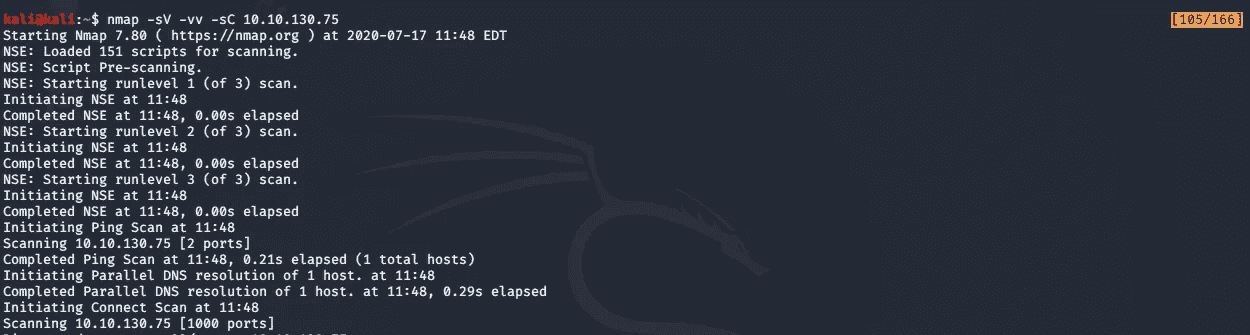 kali@kali:~$ nmap -sV -vv -sC 10.10.130.75 [105/166]
Starting Nmap 7.80 ( https://nmap.org ) at 2020-07-17 11:48 EDT
NSE: Loaded 151 scripts for scanning.
NSE: Script Pre-scanning.
NSE: Starting runlevel 1 (of 3) scan.
Initiating NSE at 11:48
Completed NSE at 11:48, 0.00s elapsed
NSE: Starting runlevel 2 (of 3) scan.
Initiating NSE at 11:48
Completed NSE at 11:48, 0.00s elapsed
NSE: Starting runlevel 3 (of 3) scan.
Initiating NSE at 11:48
Completed NSE at 11:48, 0.00s elapsed
Initiating Ping Scan at 11:48
Scanning 10.10.130.75 [2 ports]
Completed Ping Scan at 11:48, 0.21s elapsed (1 total hosts)
Initiating Parallel DNS resolution of 1 host. at 11:48
Completed Parallel DNS resolution of 1 host. at 11:48, 0.29s elapsed
Initiating Connect Scan at 11:48
Scanning 10.10.130.75 [1000 ports]